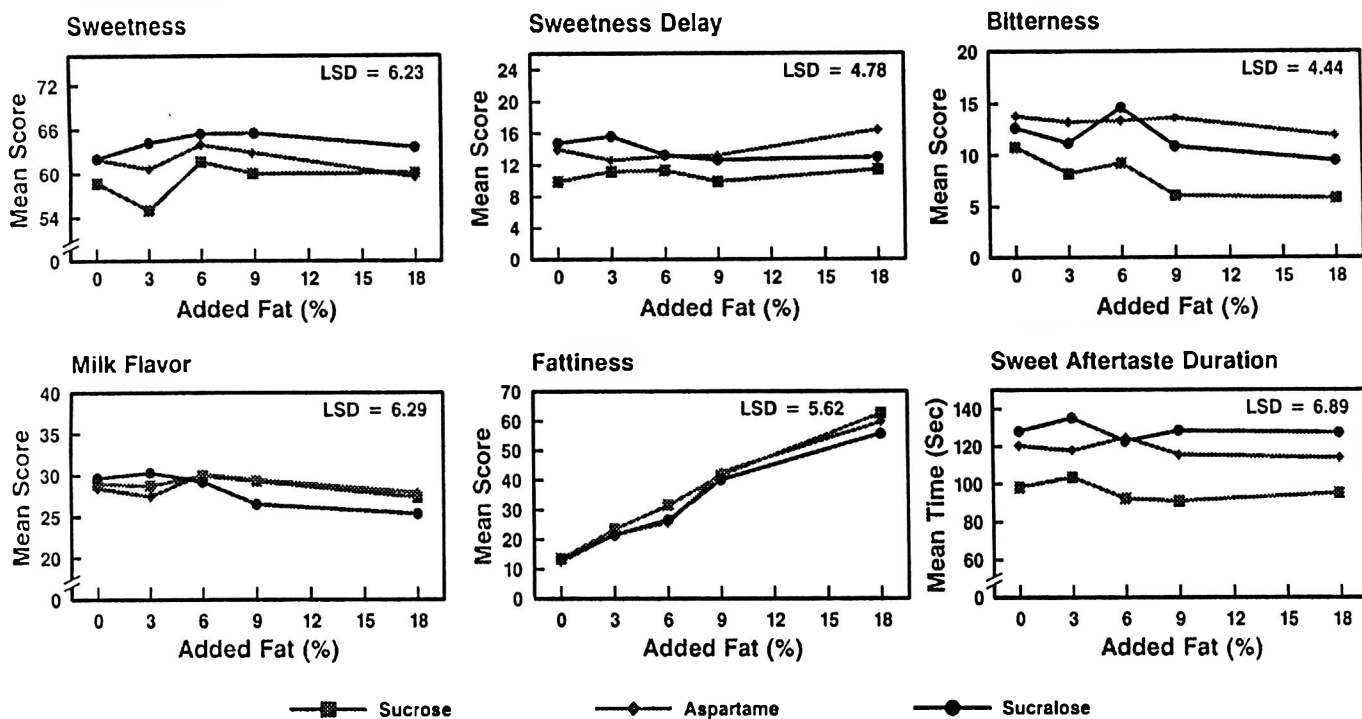 Sweetness
LSD = 6.23
Mean Score
72
66
60
54
0
0 3 6 9 12 15 18
Added Fat (%)
Sweetness Delay
LSD = 4.78
Mean Score
24
20
16
12
8
4
0
0 3 6 9 12 15 18
Added Fat (%)
Bitterness
LSD = 4.44
Mean Score
20
15
10
5
0
0 3 6 9 12 15 18
Added Fat (%)
Milk Flavor
LSD = 6.29
Mean Score
40
35
30
25
20
0
0 3 6 9 12 15 18
Added Fat (%)
Fattiness
LSD = 5.62
Mean Score
70
60
50
40
30
20
10
0
0 3 6 9 12 15 18
Added Fat (%)
Sweet Aftertaste Duration
LSD = 6.89
Mean Time (Sec)
140
120
100
80
60
0
0 3 6 9 12 15 18
Added Fat (%)
Sucrose Aspartame Sucralose